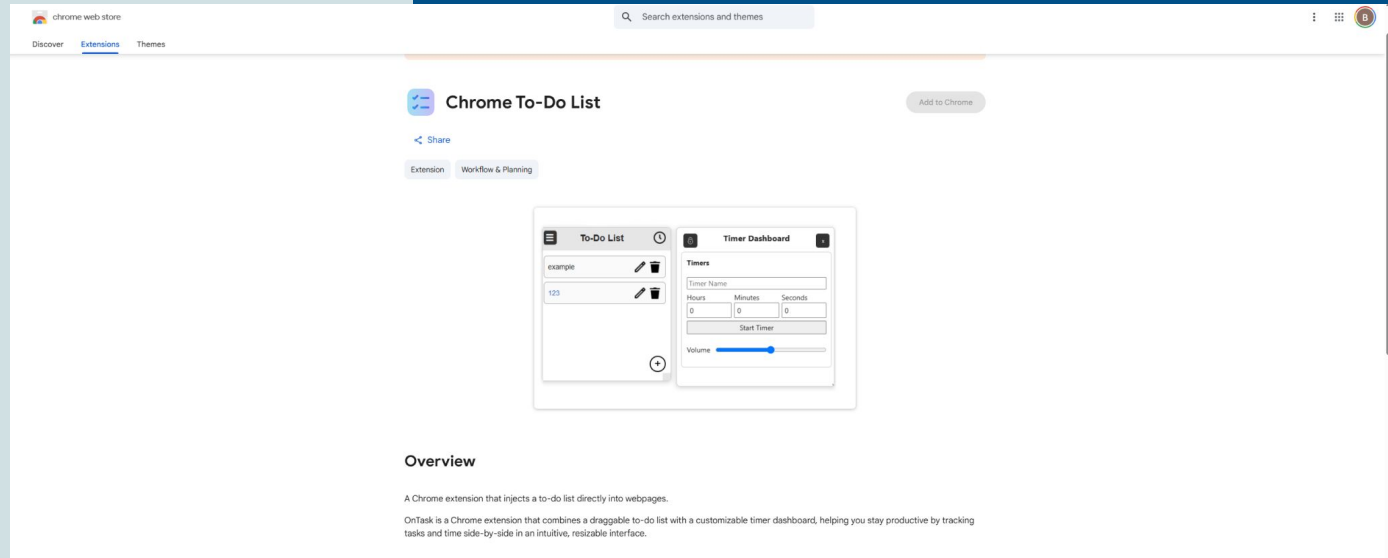 chrome web store
Search extensions and themes
B
Discover Extensions Themes
Chrome To-Do List
Add to Chrome
Share
Extension Workflow & Planning
To-Do List
example
123
Timer Dashboard
x
Timers
Timer Name
Hours Minutes Seconds
0 0 0
Start Timer
Volume
Overview
A Chrome extension that injects a to-do list directly into webpages.
OnTask is a Chrome extension that combines a draggable to-do list with a customizable timer dashboard, helping you stay productive by tracking
tasks and time side-by-side in an intuitive, resizable interface.